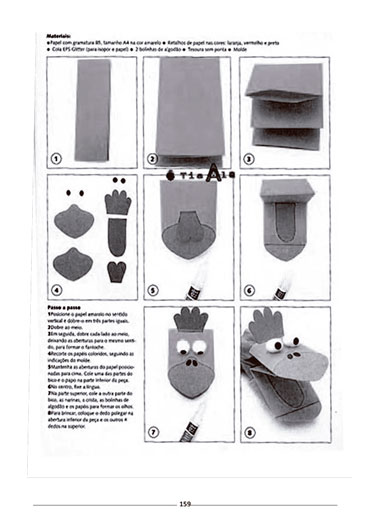 Materiais:
●Papel com gramatura 85, tamanho A4 na cor amarelo ● Retalhos de papel nas cores: laranja, vermelho e preto
● Cola EPS Glitter (para isopor e papel) ● 2 bolinhas de algodão ● Tesoura sem ponta ● Molde
1
2
3
Tia Ala
4
5
6
Passo a passo
1Posicione o papel amarelo no sentido
vertical e dobre-o em três partes iguais.
2Dobre ao meio.
3Em seguida, dobre cada lado ao meio,
deixando as aberturas para o mesmo senti-
do, para formar o fantoche.
4Recorte os papéis coloridos, seguindo as
indicações do molde.
5Mantenha as aberturas do papel posicio-
nadas para cima. Cole uma das partes do
bico e o papo na parte inferior da peça.
6No centro, fixe a língua.
7Na parte superior, cole a outra parte do
bico, as narinas, a crista, as bolinhas de
algodão e os papéis para formar os olhos.
8Para brincar, coloque o dedo polegar na
abertura inferior da peça e os outros 4
dedos na superior.
7
8
159